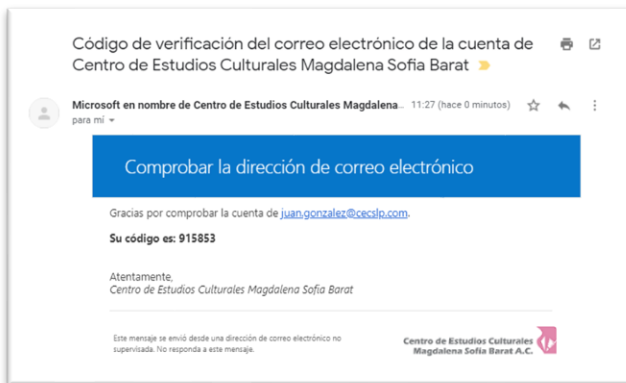 Código de verificación del correo electrónico de la cuenta de
Centro de Estudios Culturales Magdalena Sofía Barat
Microsoft en nombre de Centro de Estudios Culturales Magdalena... 11:27 (hace 0 minutos)
para mí
Comprobar la dirección de correo electrónico
Gracias por comprobar la cuenta de juan.gonzalez@cecslp.com.
Su código es: 915853
Atentamente,
Centro de Estudios Culturales Magdalena Sofía Barat
Este mensaje se envió desde una dirección de correo electrónico no
supervisada. No responda a este mensaje.
Centro de Estudios Culturales
Magdalena Sofía Barat A.C.